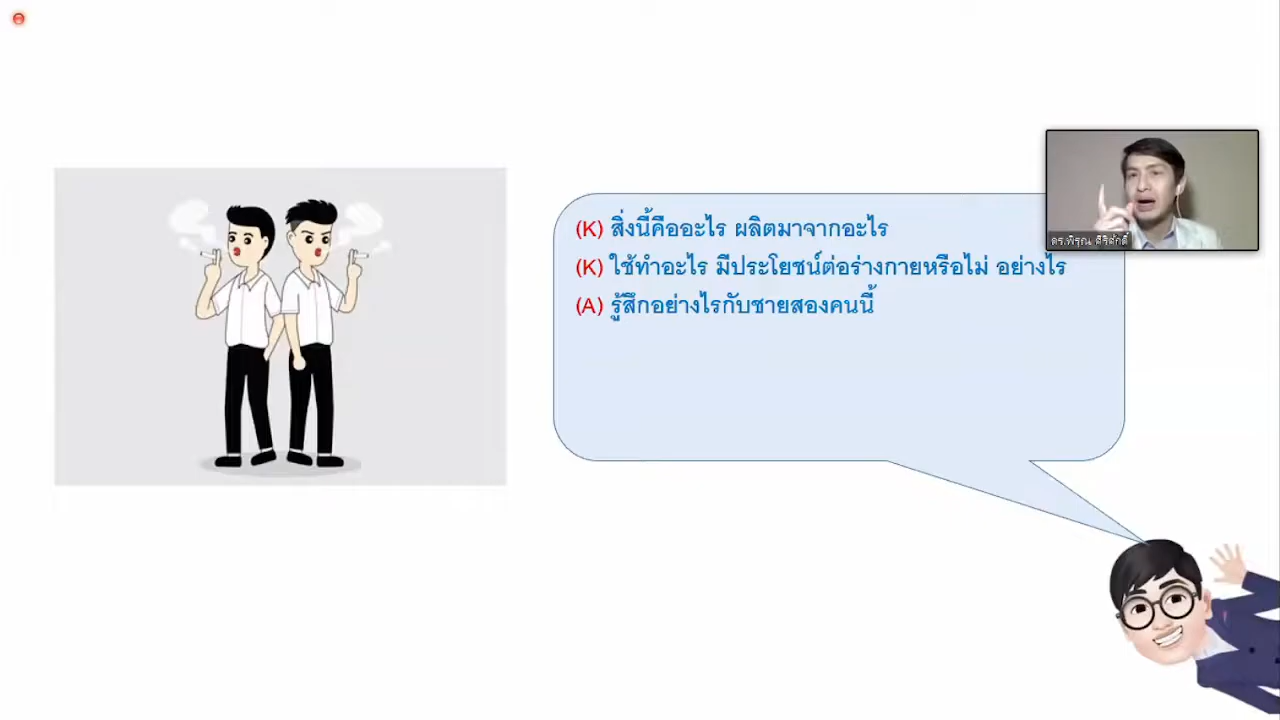 (K) สิ่งนี้คืออะไร ผลิตมาจากอะไร
(K) ใช้ทำอะไร มีประโยชน์ต่อร่างกายหรือไม่ อย่างไร
(A) รู้สึกอย่างไรกับชายสองคนนี้
ดร.พิรุณ ศิริศักดิ์